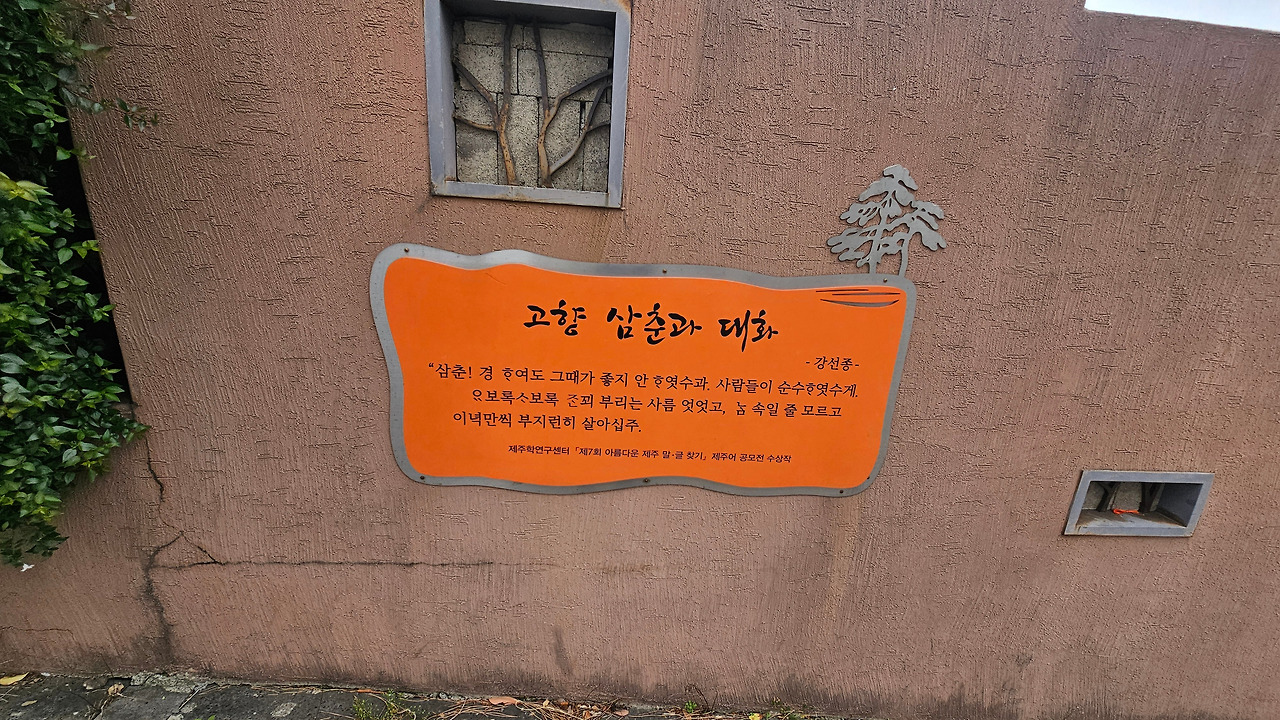 고향 삼춘과 대화
- 강선종-
“삼춘! 경 ᄒᆞ여도 그때가 좋지 안 ᄒᆞ엿수과. 사람들이 순수ᄒᆞ엿수게.
ᄋᆞ보록ᄉᆞ보록 ᄌᆞᆫ꾀 부리는 사름 엇엇고, ᄂᆞᆷ 속일 줄 모르고
이녁만씩 부지런히 살아십주.
제주학연구센터 「제7회 아름다운 제주 말·글 찾기」 제주어 공모전 수상작